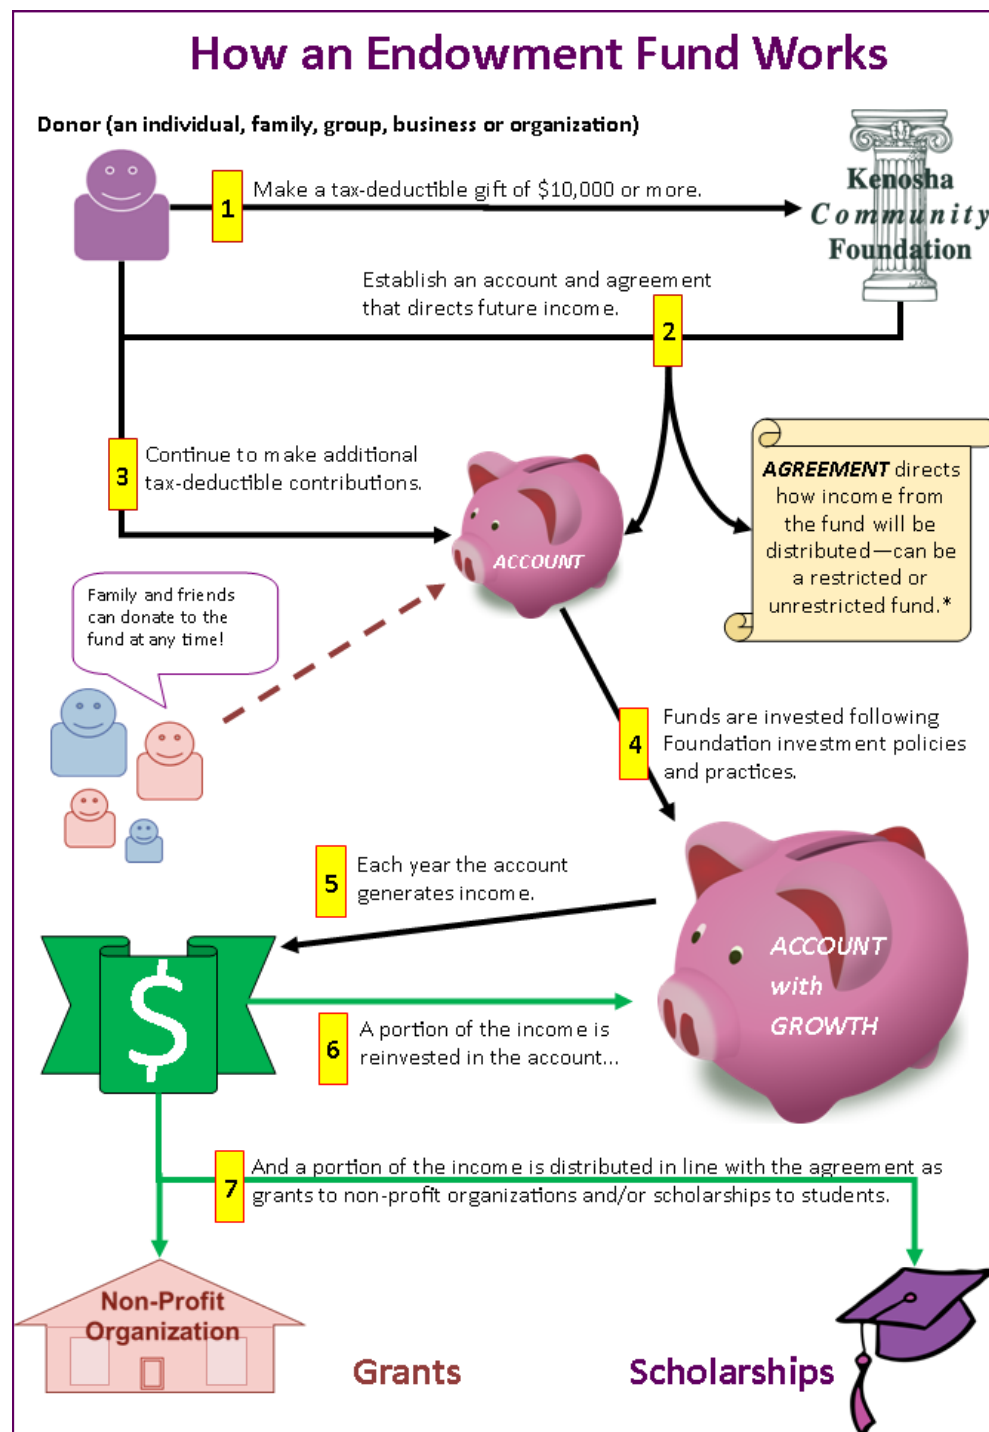 How an Endowment Fund Works
Donor (an individual, family, group, business or organization)
1
Make a tax-deductible gift of $10,000 or more.
Kenosha
Community
Foundation
Establish an account and agreement
that directs future income.
2
3
Continue to make additional
tax-deductible contributions.
ACCOUNT
AGREEMENT directs
how income from
the fund will be
distributed—can be
a restricted or
unrestricted fund.*
Family and friends
can donate to the
fund at any time!
4
Funds are invested following
Foundation investment policies
and practices.
5
Each year the account
generates income.
ACCOUNT
with
GROWTH
$
6
A portion of the income is
reinvested in the account...
7
And a portion of the income is distributed in line with the agreement as
grants to non-profit organizations and/or scholarships to students.
Non-Profit
Organization
Grants
Scholarships